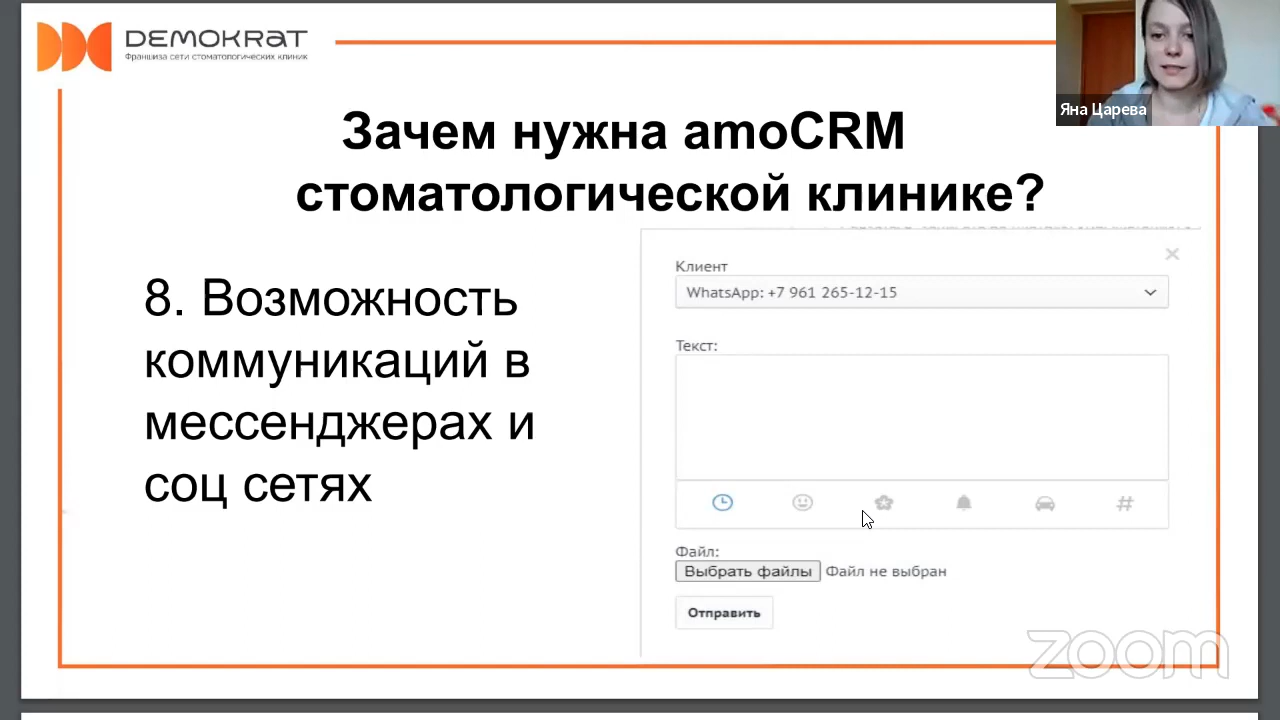 DEMOKRAT
Франшиза сети стоматологических клиник
Яна Царева
Зачем нужна amoCRM
стоматологической клинике?
8. Возможность
коммуникаций в
мессенджерах и
соц сетях
Клиент
WhatsApp: +7 961 265-12-15
Текст:
Файл:
Выбрать файлы Файл не выбран
Отправить
zoom